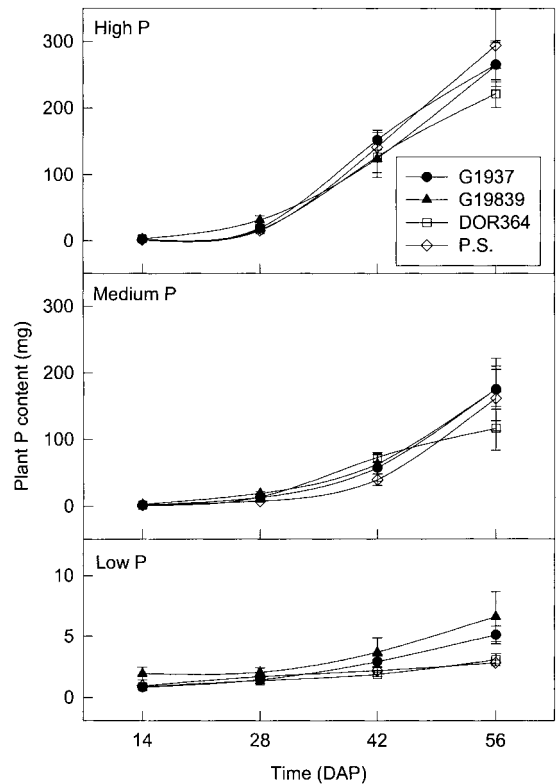 High P
300
200
100
0
G1937
G19839
DOR364
P.S.
Medium P
300
200
100
0
Plant P content (mg)
Low P
10
5
0
14 28 42 56
Time (DAP)